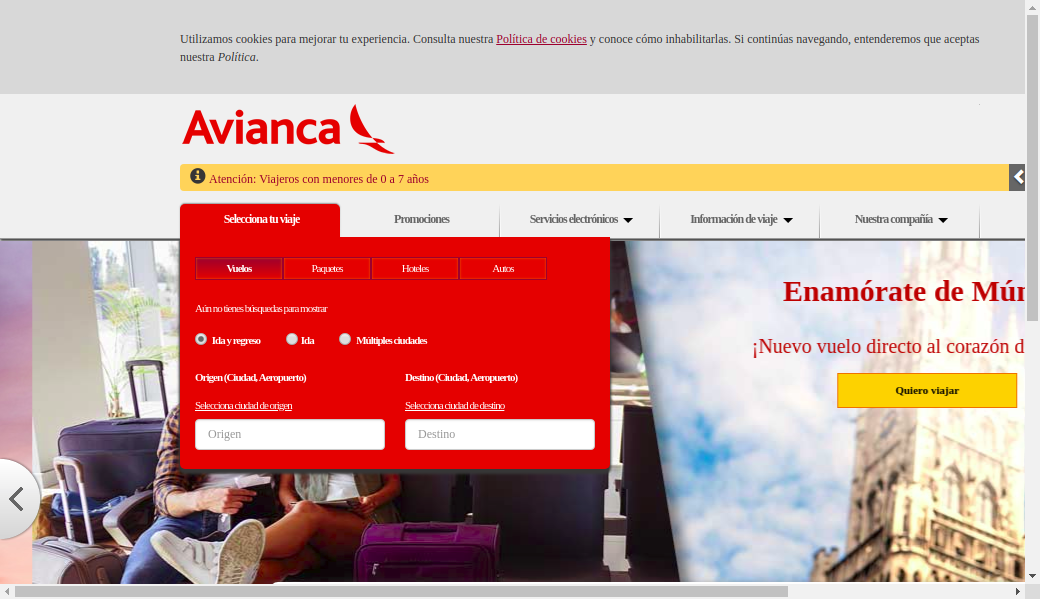 Utilizamos cookies para mejorar tu experiencia. Consulta nuestra Política de cookies y conoce cómo inhabilitarlas. Si continúas navegando, entenderemos que aceptas
nuestra Política.
Avianca
Atención: Viajeros con menores de 0 a 7 años
Selecciona tu viaje
Promociones
Servicios electrónicos
Información de viaje
Nuestra compañía
Vuelos
Paquetes
Hoteles
Autos
Aún no tienes búsquedas para mostrar
Ida y regreso
Ida
Múltiples ciudades
Origen (Ciudad, Aeropuerto)
Destino (Ciudad, Aeropuerto)
Selecciona ciudad de origen
Selecciona ciudad de destino
Origen
Destino
Enamórate de Mún
¡Nuevo vuelo directo al corazón d
Quiero viajar